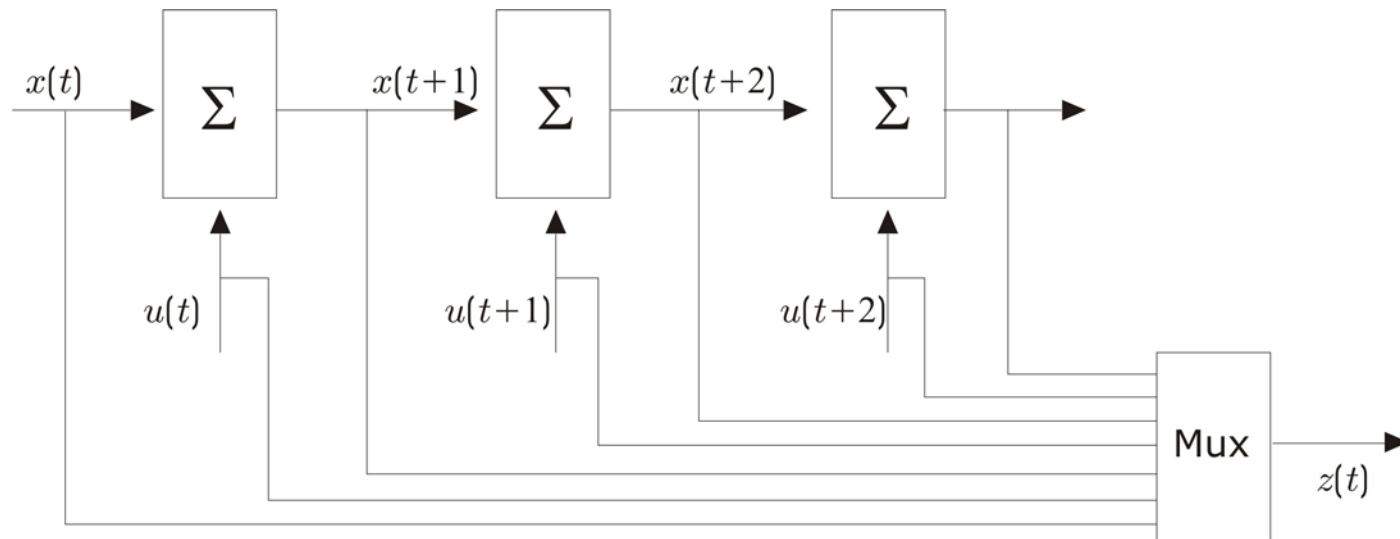 x(t)
Σ
x(t+1)
Σ
x(t+2)
Σ
u(t)
u(t+1)
u(t+2)
Mux
z(t)